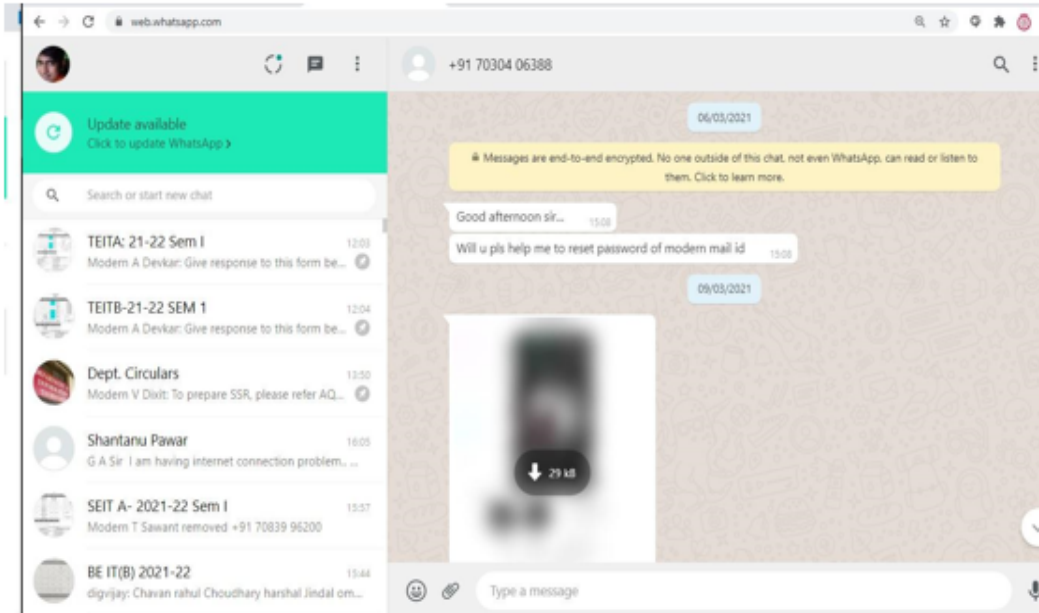 web.whatsapp.com
+91 70304 06388
Update available
Click to update WhatsApp >
Search or start new chat
TEITA: 21-22 Sem I
12:03
Modern A Devkar: Give response to this form be...
TEITB-21-22 SEM 1
12:04
Modern A Devkar: Give response to this form be...
Dept. Circulars
13:50
Modern V Dixit: To prepare SSR, please refer AQ...
Shantanu Pawar
16:05
G A Sir I am having internet connection problem. ...
SEIT A- 2021-22 Sem I
15:57
Modern T Sawant removed +91 70839 96200
BE IT(B) 2021-22
15:44
digvijay: Chavan rahul Choudhary harshal Jindal om...
06/03/2021
Messages are end-to-end encrypted. No one outside of this chat, not even WhatsApp, can read or listen to
them. Click to learn more.
Good afternoon sir...
15:08
Will u pls help me to reset password of modern mail id
15:08
09/03/2021
29 kB
Type a message